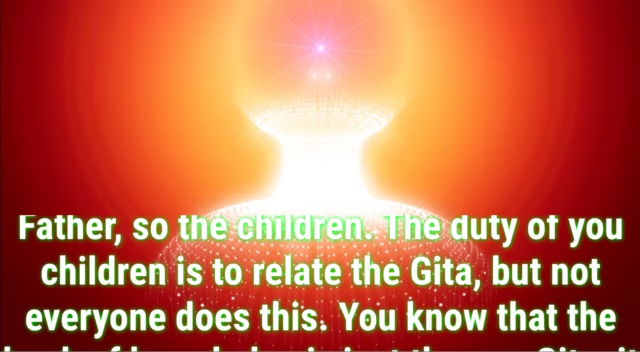 Father, so the children. The duty of you
children is to relate the Gita, but not
everyone does this. You know that the